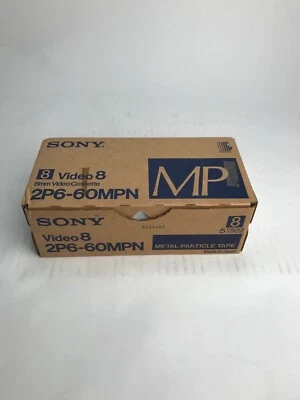 SONY
8 Video 8
8mm Video Cassette
2P6-60MPN
MP
SONY
Video 8
2P6-60MPN
8
METAL PARTICLE TAPE